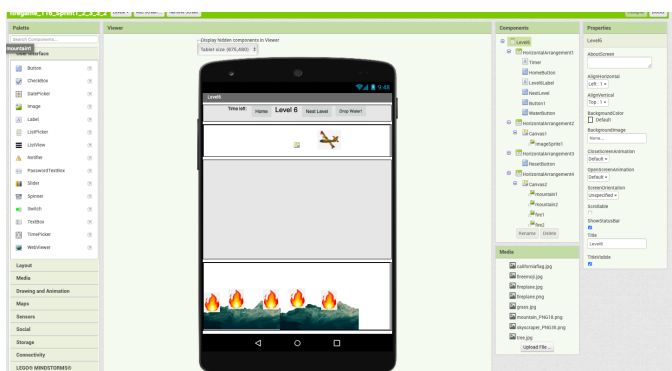 Palette
Search Components...
mountain1
User Interface
Button
CheckBox
DatePicker
Image
Label
ListPicker
ListView
Notifier
PasswordTextBox
Slider
Spinner
Switch
TextBox
TimePicker
WebViewer
Layout
Media
Drawing and Animation
Maps
Sensors
Social
Storage
Connectivity
LEGO® MINDSTORMS®
Viewer
Display hidden components in Viewer
Tablet size (675,480)
9:48
Level6
Time left:
Home
Level 6
Next Level
Drop Water!
Components
Level6
HorizontalArrangement1
Timer
HomeButton
Level6Label
NextLevel
Button1
WaterButton
HorizontalArrangement2
Canvas1
ImageSprite1
HorizontalArrangement3
ResetButton
HorizontalArrangement4
Canvas2
mountain1
mountain2
fire1
fire2
Rename
Delete
Media
californiaflag.jpg
fireemoji.jpg
fireplane.jpg
fireplane.png
grass.jpg
mountain_PNG18.png
skyscraper_PNG30.png
tree.jpg
Upload File ...
Properties
Level6
AboutScreen
AlignHorizontal
Left : 1
AlignVertical
Top : 1
BackgroundColor
Default
BackgroundImage
None...
CloseScreenAnimation
Default
OpenScreenAnimation
Default
ScreenOrientation
Unspecified
Scrollable
ShowStatusBar
Title
Level6
TitleVisible